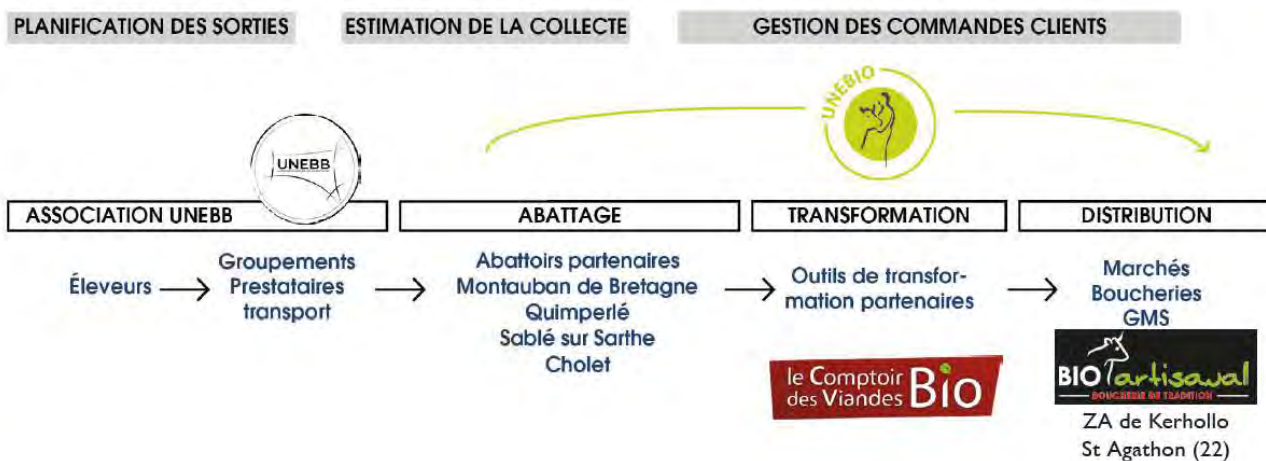 PLANIFICATION DES SORTIES
ESTIMATION DE LA COLLECTE
GESTION DES COMMANDES CLIENTS
UNEBIO
UNEBB
ASSOCIATION UNEBB
ABATTAGE
TRANSFORMATION
DISTRIBUTION
Éleveurs
Groupements
Prestataires
transport
Abattoirs partenaires
Montauban de Bretagne
Quimperlé
Sablé sur Sarthe
Cholet
Outils de transfor-
mation partenaires
le Comptoir
des Viandes Bio
Marchés
Boucheries
GMS
BIO artisanal
BOUCHERIE DE TRADITION
ZA de Kerhollo
St Agathon (22)